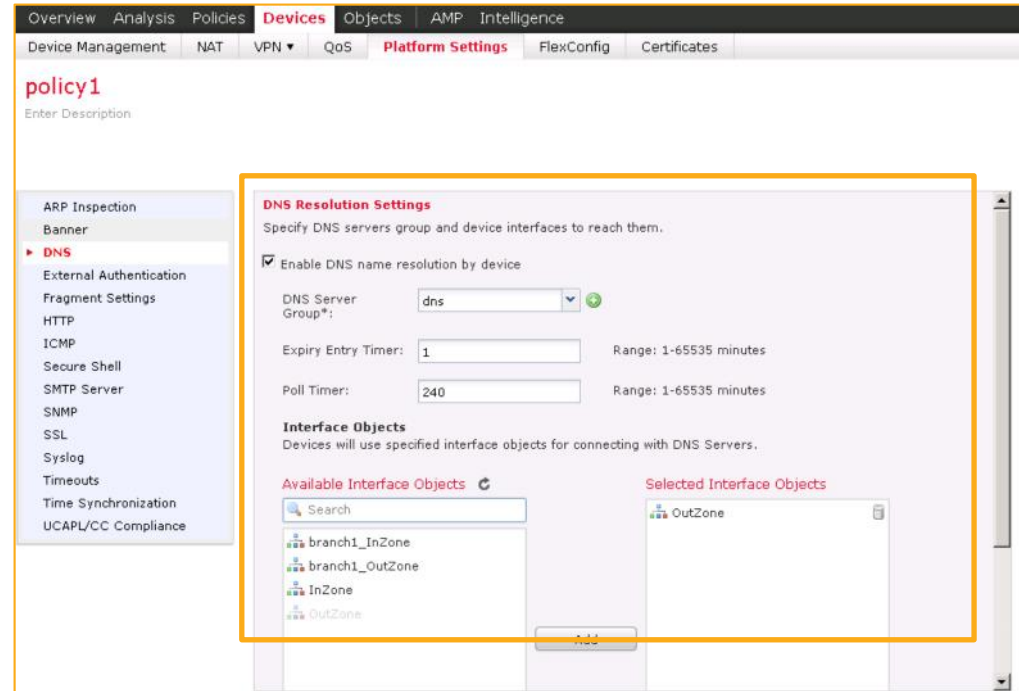 Overview Analysis Policies Devices Objects AMP Intelligence
Device Management NAT VPN ▼ QoS Platform Settings FlexConfig Certificates
policy1
Enter Description
ARP Inspection
Banner
DNS
External Authentication
Fragment Settings
HTTP
ICMP
Secure Shell
SMTP Server
SNMP
SSL
Syslog
Timeouts
Time Synchronization
UCAPL/CC Compliance
DNS Resolution Settings
Specify DNS servers group and device interfaces to reach them.
Enable DNS name resolution by device
DNS Server Group*: dns
Expiry Entry Timer: 1 Range: 1-65535 minutes
Poll Timer: 240 Range: 1-65535 minutes
Interface Objects
Devices will use specified interface objects for connecting with DNS Servers.
Available Interface Objects
Search
branch1_InZone
branch1_OutZone
InZone
OutZone
Add
Selected Interface Objects
OutZone